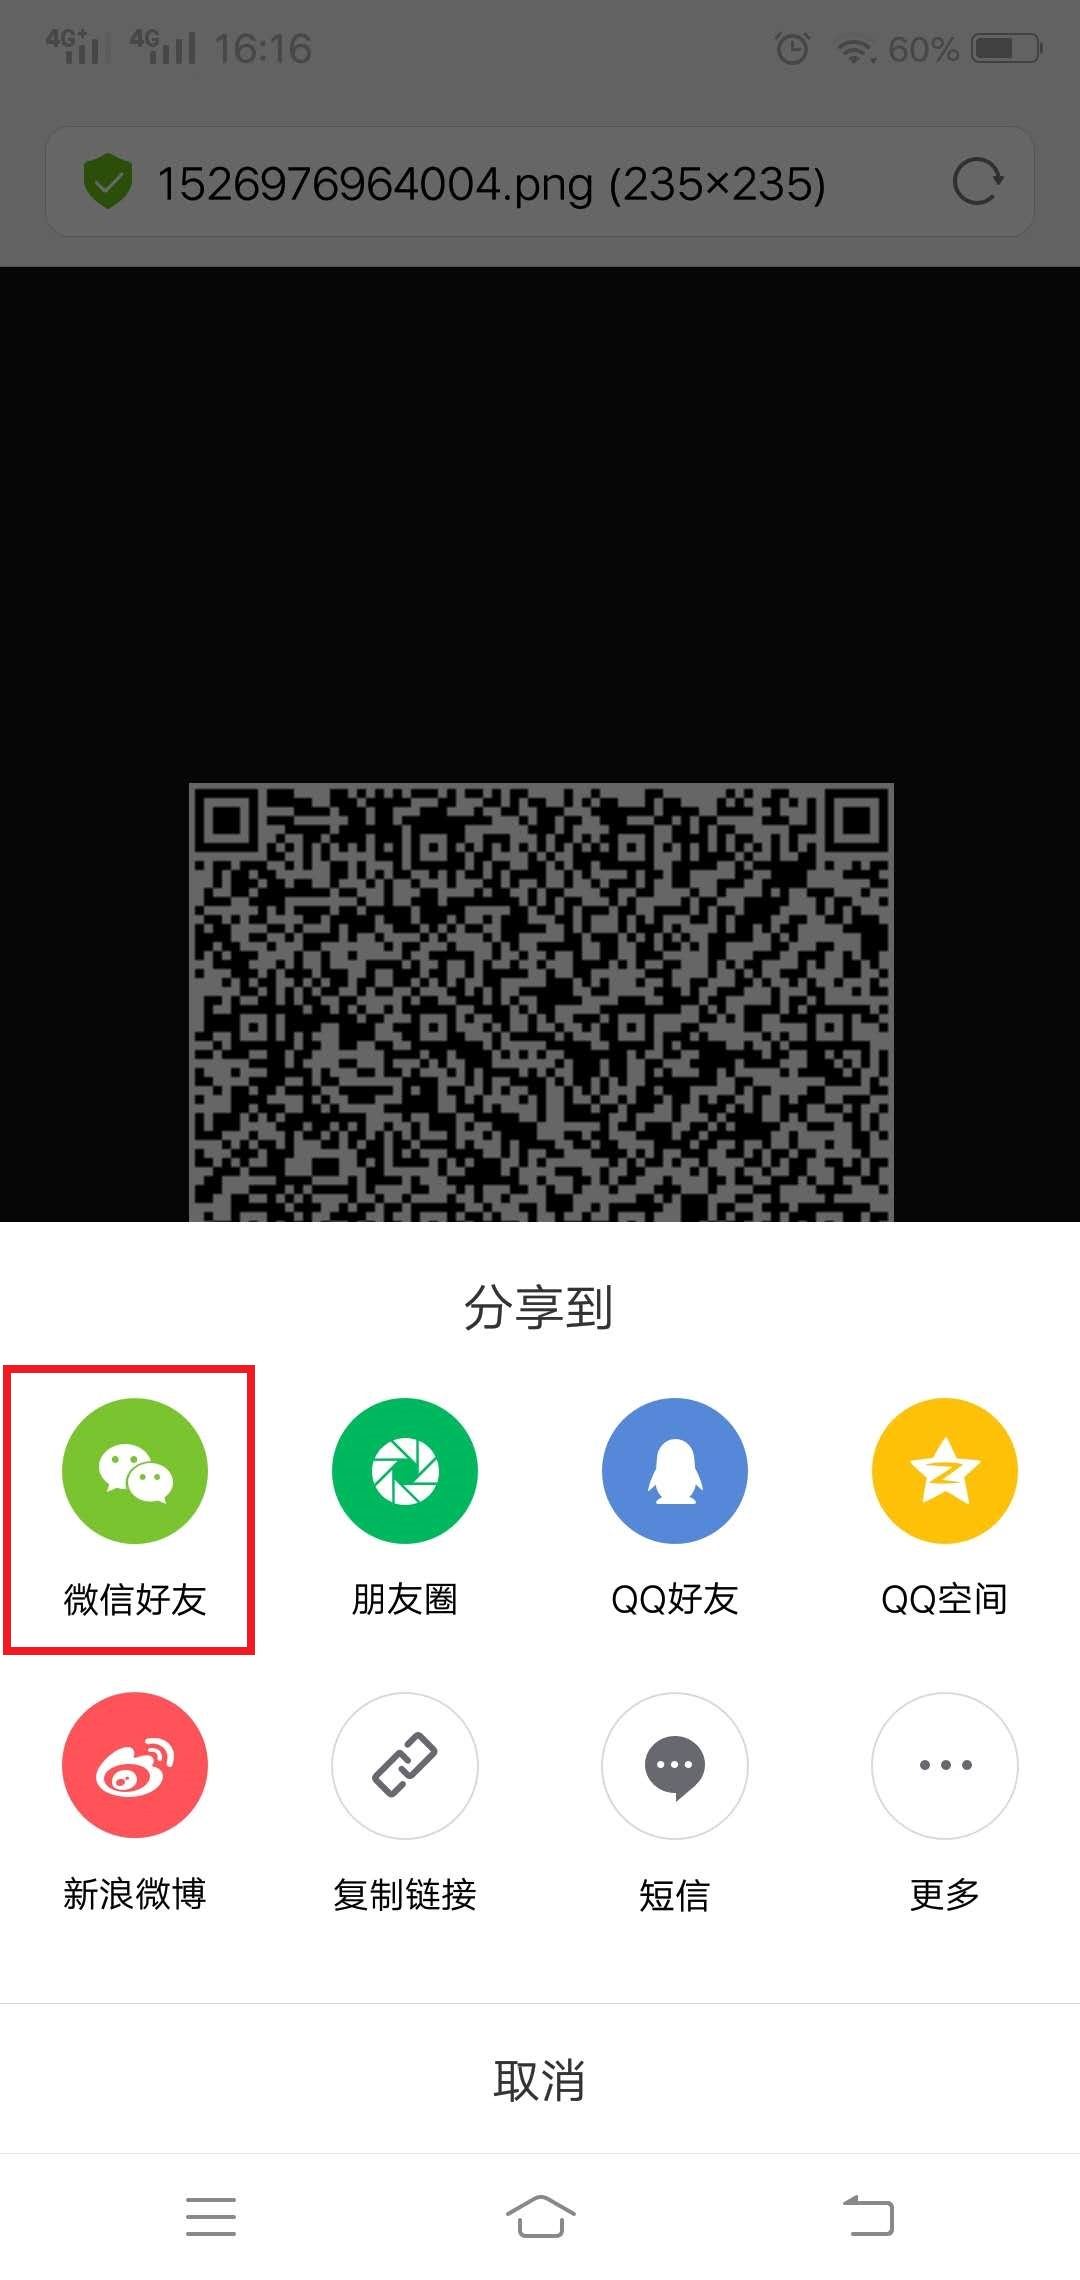 4G+ 4G 16:16 60%
1526976964004.png (235×235)
分享到
微信好友 朋友圈 QQ好友 QQ空间
新浪微博 复制链接 短信 更多
取消